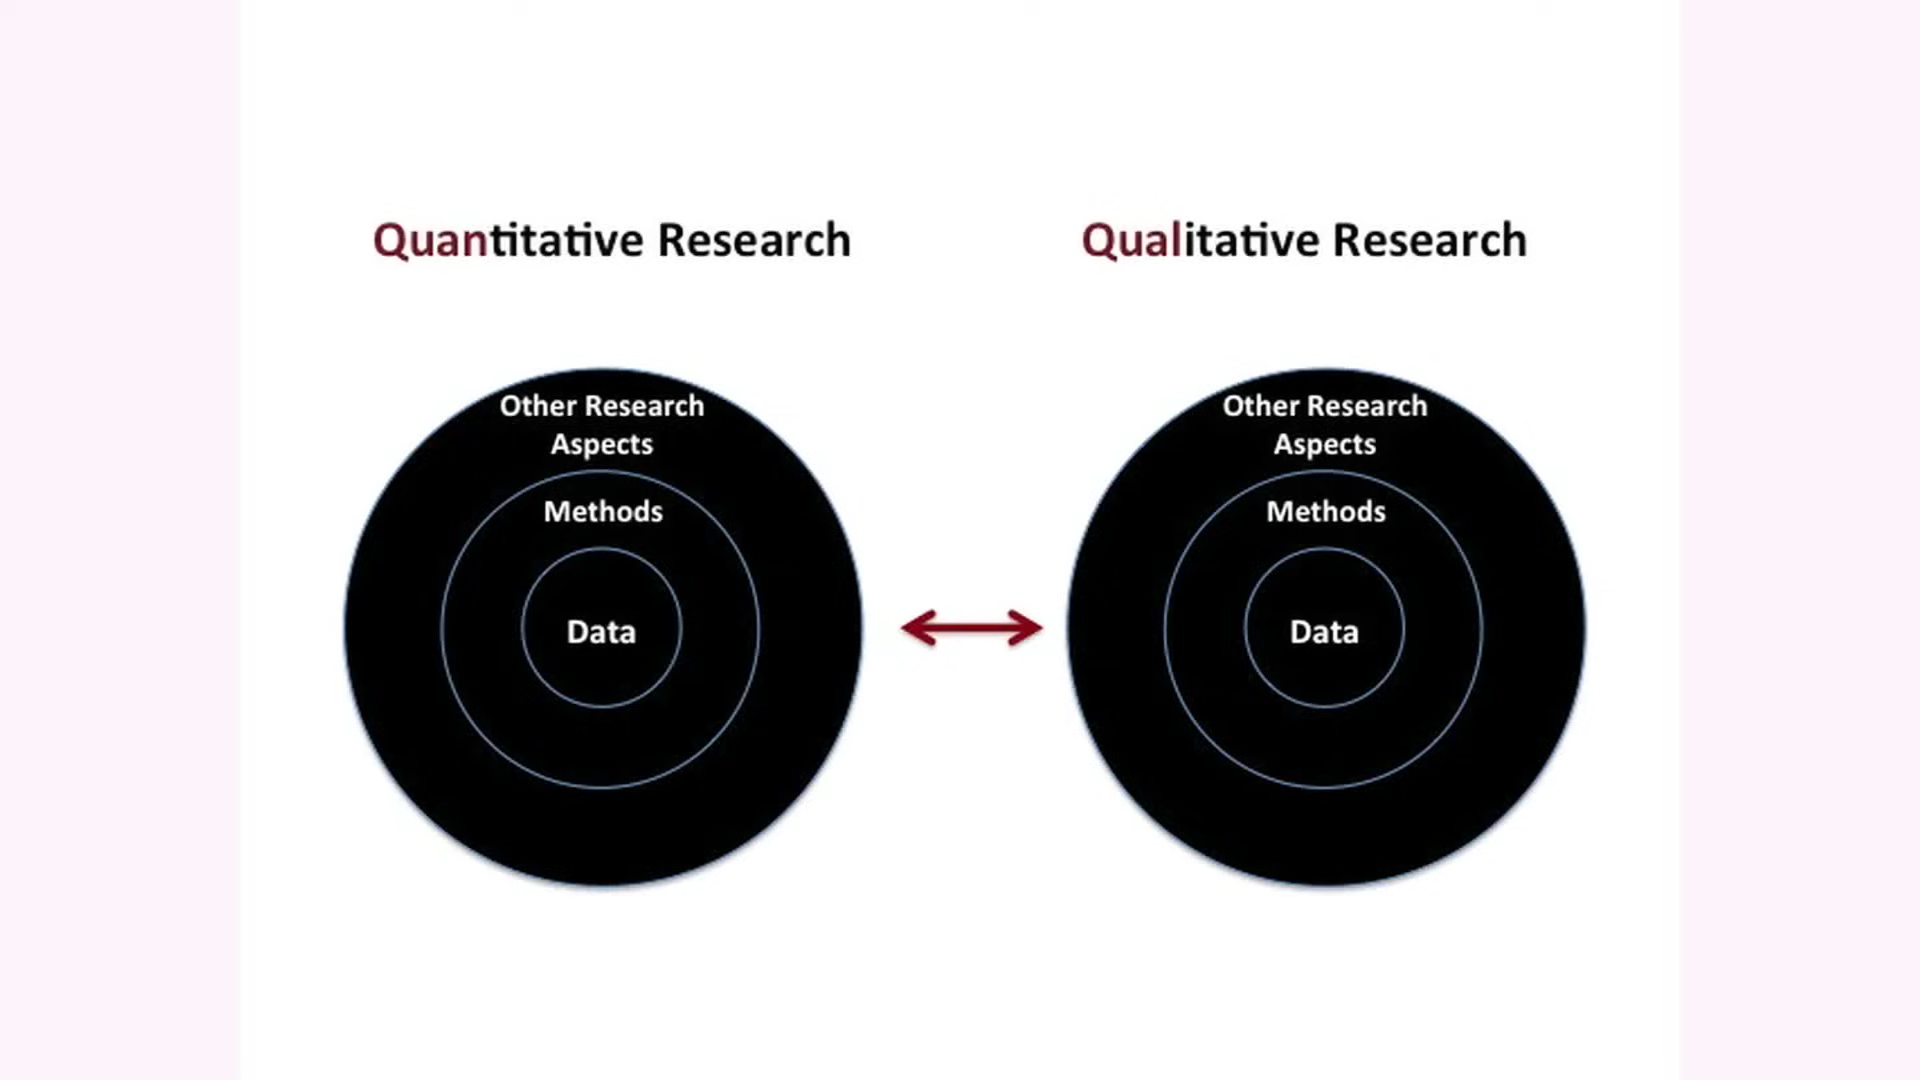 Quantitative Research
Qualitative Research
Other Research
Aspects
Methods
Data
Other Research
Aspects
Methods
Data